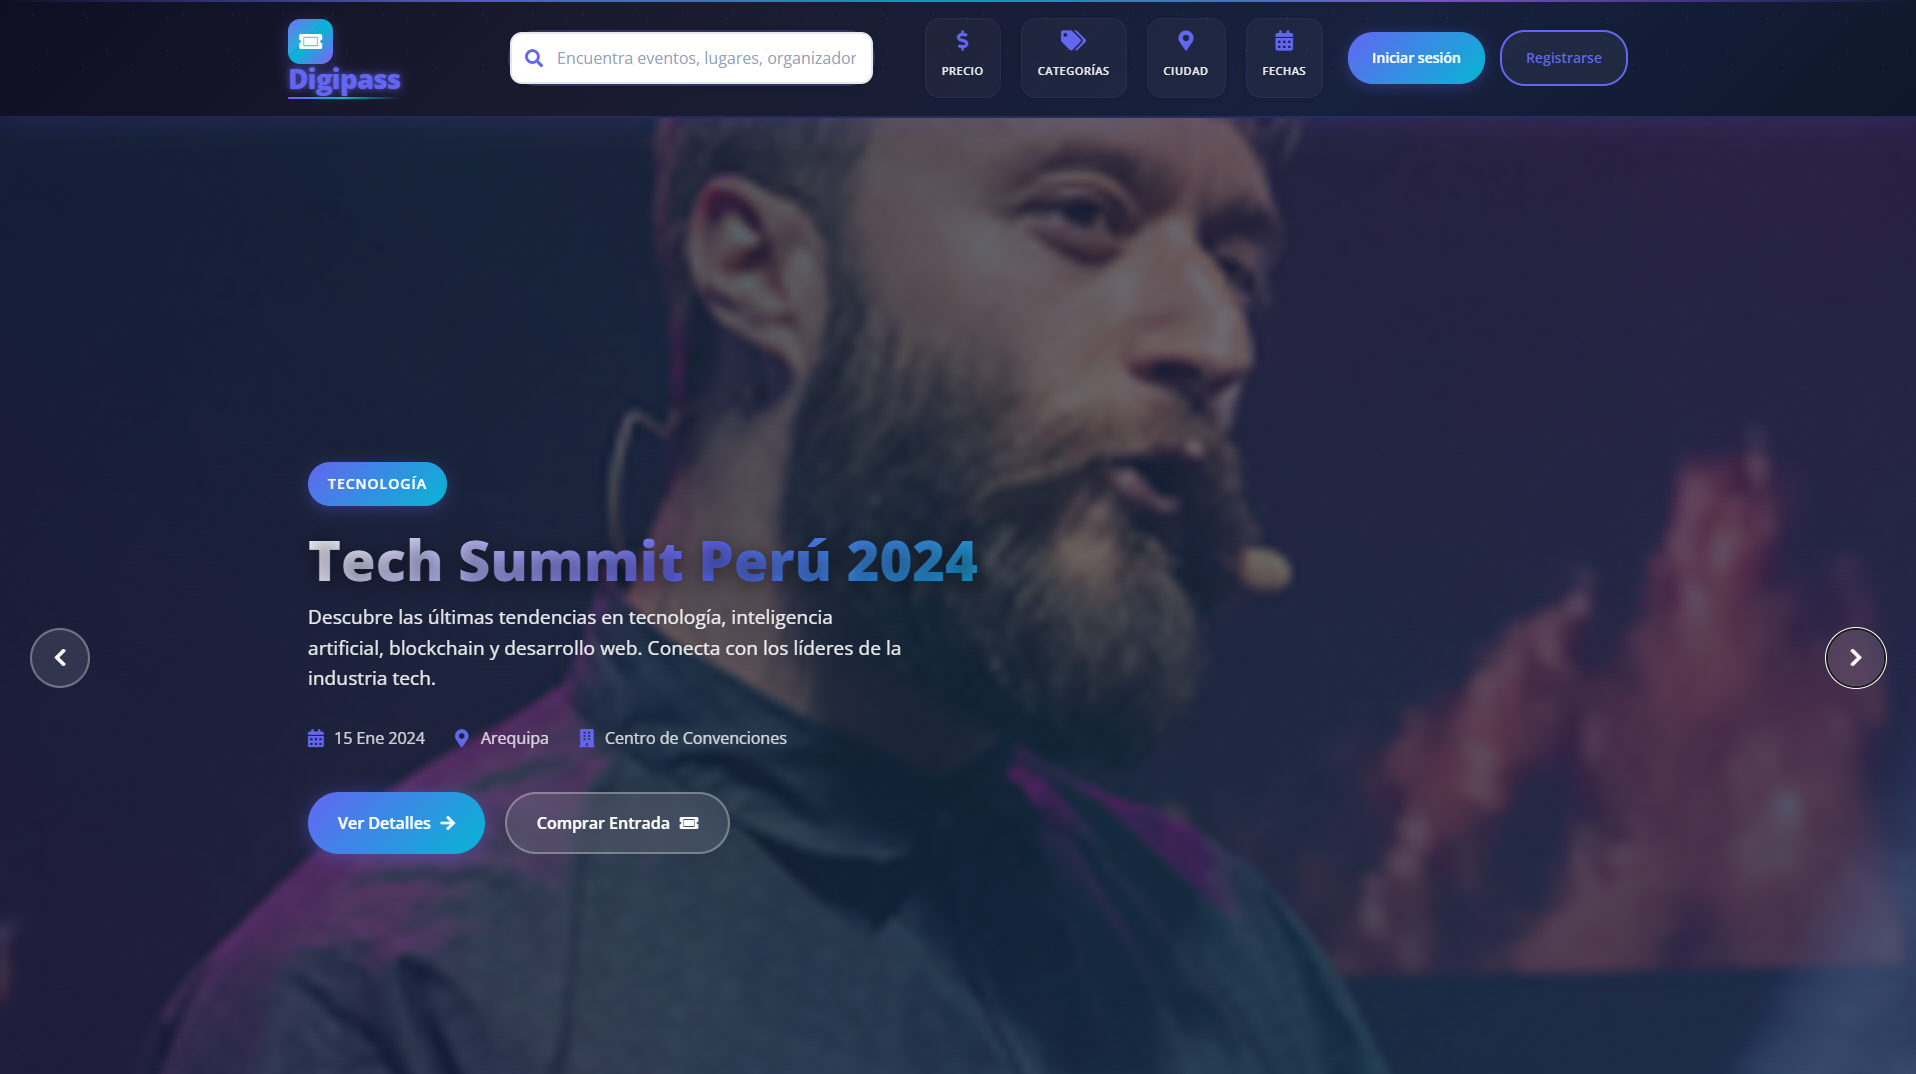 Digipass
Encuentra eventos, lugares, organizador
PRECIO
CATEGORÍAS
CIUDAD
FECHAS
Iniciar sesión
Registrarse
TECNOLOGÍA
Tech Summit Perú 2024
Descubre las últimas tendencias en tecnología, inteligencia
artificial, blockchain y desarrollo web. Conecta con los líderes de la
industria tech.
15 Ene 2024
Arequipa
Centro de Convenciones
Ver Detalles
Comprar Entrada